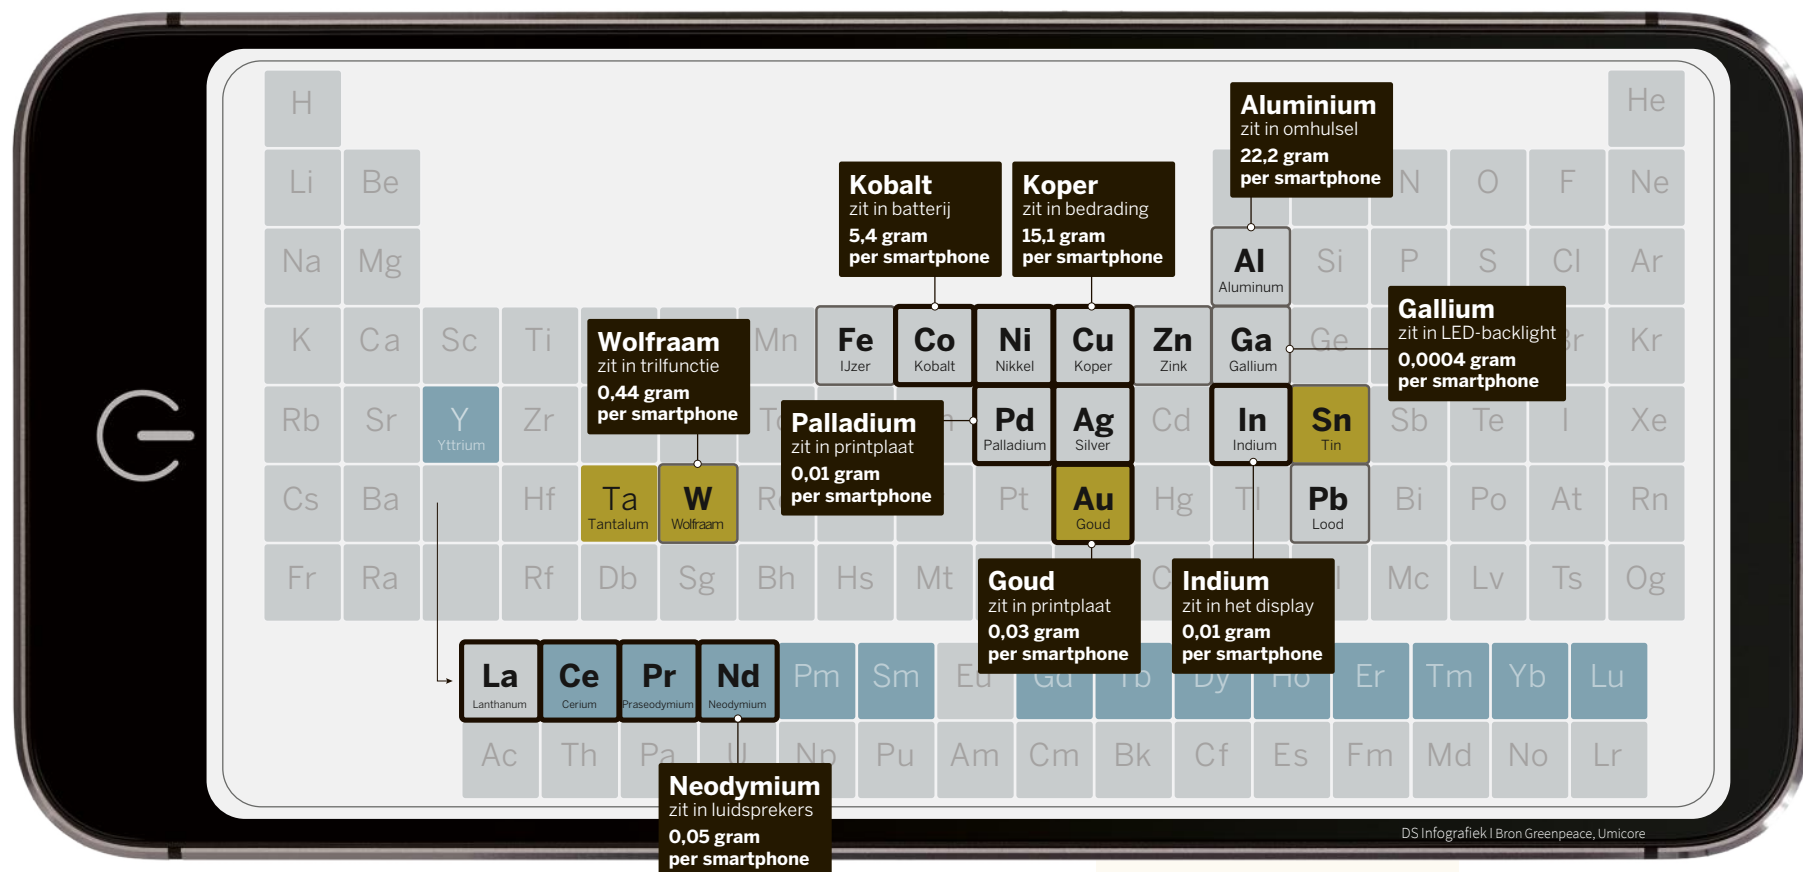 H
He
Aluminium
zit in omhulsel
22,2 gram
per smartphone
Li Be
N O F Ne
Kobalt
zit in batterij
5,4 gram
per smartphone
Koper
zit in bedrading
15,1 gram
per smartphone
Na Mg
Al
Aluminum
Si P S Cl Ar
K Ca Sc Ti
Wolfraam
zit in trilfunctie
0,44 gram
per smartphone
Mn
Fe
IJzer
Co
Kobalt
Ni
Nikkel
Cu
Koper
Zn
Zink
Ga
Gallium
Ge
Gallium
zit in LED-backlight
0,0004 gram
per smartphone
Br
Kr
Rb Sr
Y
Yttrium
Zr
Tc
Palladium
zit in printplaat
0,01 gram
per smartphone
Pd
Palladium
Ag
Silver
Cd
In
Indium
Sn
Tin
Sb Te I Xe
Cs Ba
Hf
Ta
Tantalum
W
Wolfraam
Re
Pt
Au
Goud
Hg Tl
Pb
Lood
Bi Po At Rn
Fr Ra
Rf Db Sg Bh Hs Mt
Goud
zit in printplaat
0,03 gram
per smartphone
Indium
zit in het display
0,01 gram
per smartphone
Mc Lv Ts Og
La
Lanthanum
Ce
Cerium
Pr
Praseodymium
Nd
Neodymium
Pm Sm Eu Gd Tb Dy Ho Er Tm Yb Lu
Ac Th Pa U Np Pu Am Cm Bk Cf Es Fm Md No Lr
Neodymium
zit in luidsprekers
0,05 gram
per smartphone
DS Infografiek I Bron Greenpeace, Umicore